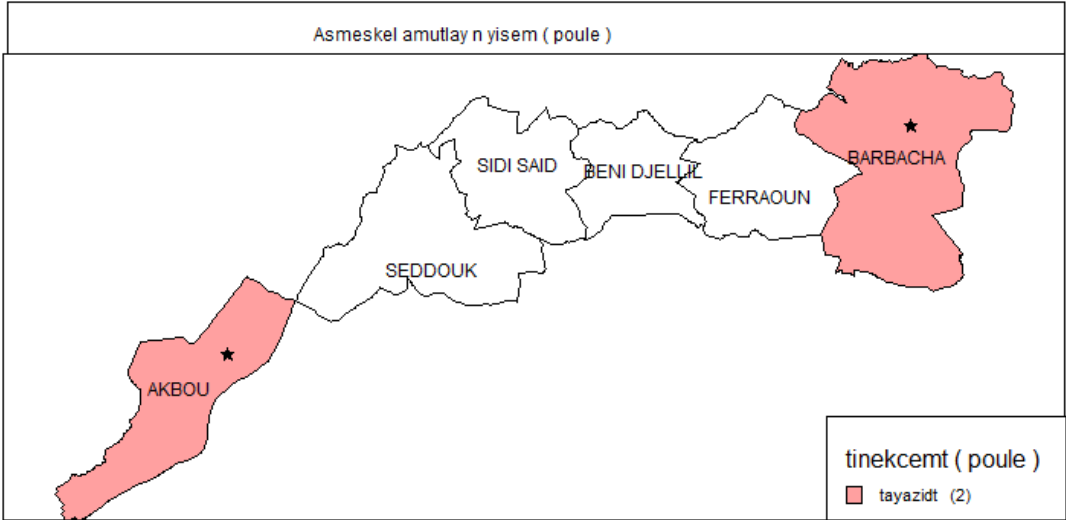 Asmeskel amutlay n yisem ( poule )
SIDI SAID
BENI DJELLIL
BARBACHA
FERRAOUN
SEDDOUK
AKBOU
tinekcemt ( poule )
tayazidt (2)